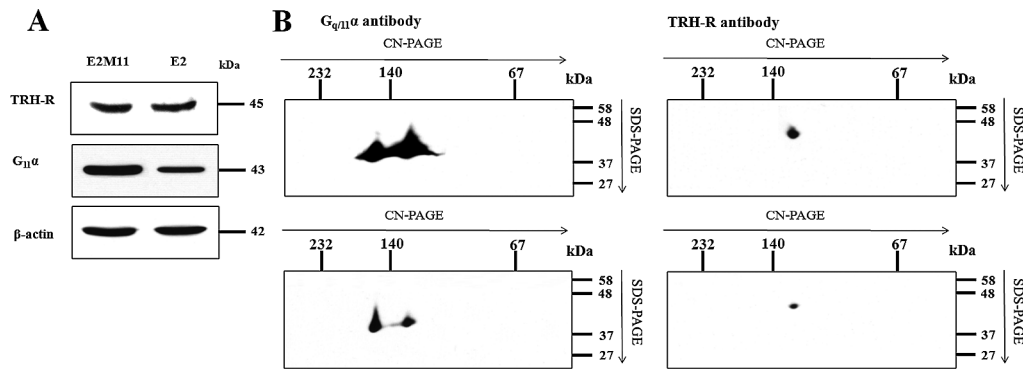 A
E2M11 E2 kDa
TRH-R 45
G11α 43
β-actin 42
B
Gq/11α antibody
CN-PAGE
232 140 67
kDa
58
48
37
27
SDS-PAGE
TRH-R antibody
CN-PAGE
232 140 67
kDa
58
48
37
27
SDS-PAGE
CN-PAGE
232 140 67
kDa
58
48
37
27
SDS-PAGE
CN-PAGE
232 140 67
kDa
58
48
37
27
SDS-PAGE